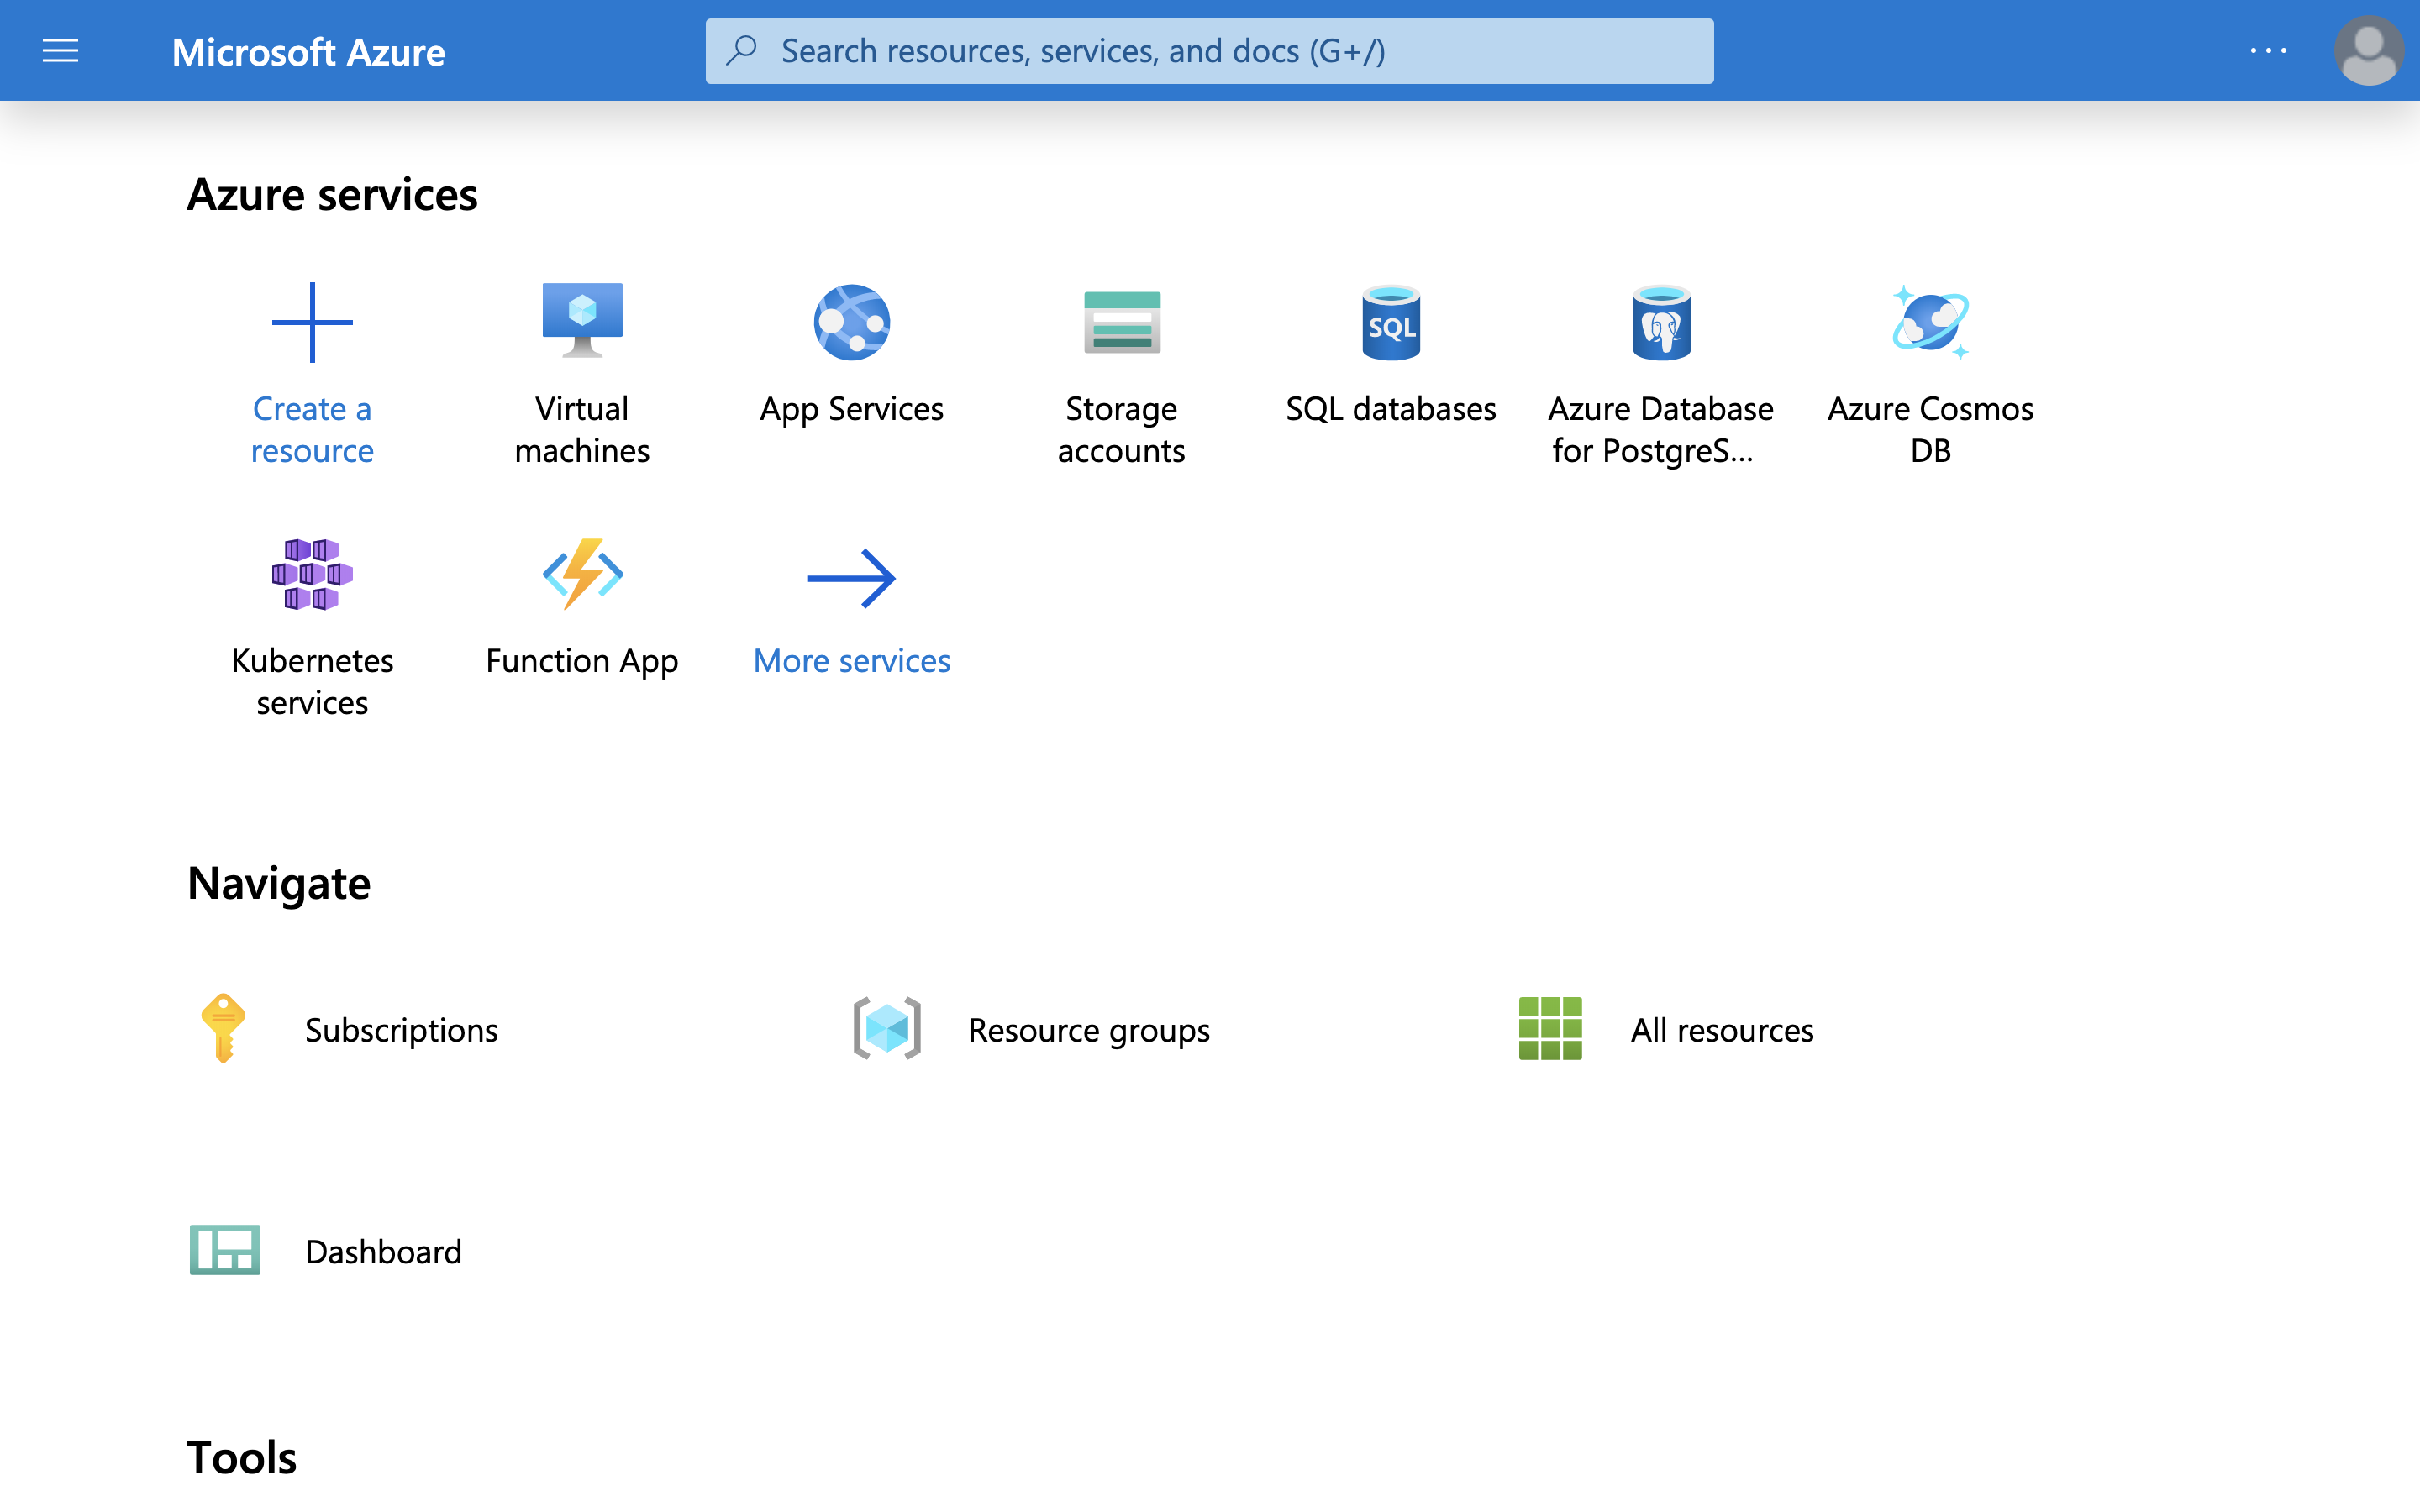 Microsoft Azure
Search resources, services, and docs (G+/)
Azure services
Create a
resource
Virtual
machines
App Services
Storage
accounts
SQL
SQL databases
Azure Database
for PostgreS...
Azure Cosmos
DB
Kubernetes
services
Function App
More services
Navigate
Subscriptions
Resource groups
All resources
Dashboard
Tools